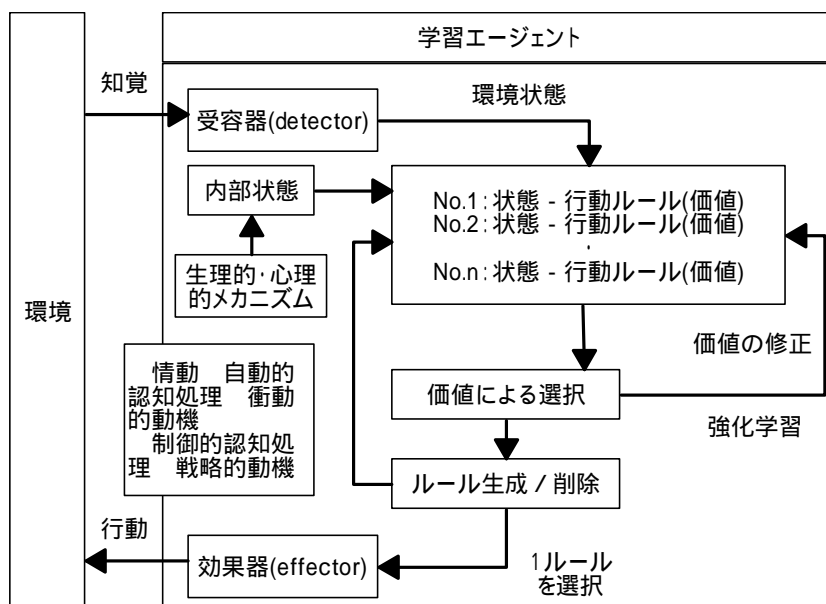 学習エージェント
知覚
環境状態
受容器(detector)
内部状態
No.1:状態 - 行動ルール(価値)
No.2:状態 - 行動ルール(価値)
.
No.n:状態 - 行動ルール(価値)
生理的・心理
的メカニズム
環境
価値の修正
情動　自動的
認知処理　衝動
的動機
制御的認知処
理　戦略的動機
価値による選択
強化学習
ルール生成 / 削除
行動
効果器(effector)
1ルール
を選択